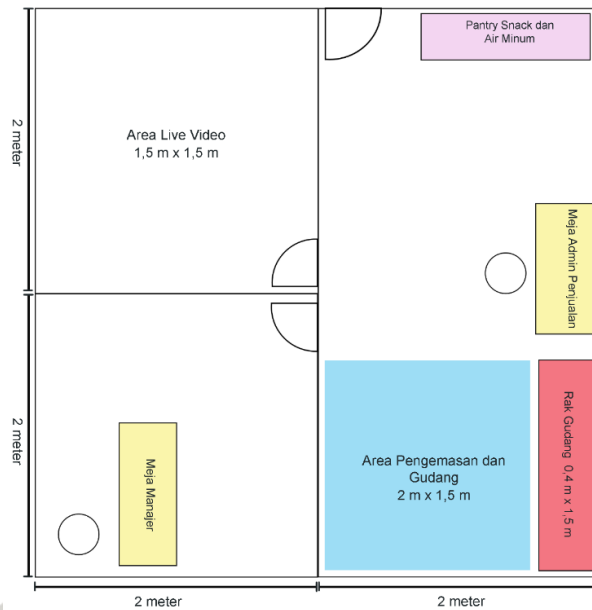 Pantry Snack dan
Air Minum
2 meter
Area Live Video
1,5 m x 1,5 m
Meja Admin Penjualan
2 meter
Meja Manajer
Area Pengemasan dan
Gudang
2 m x 1,5 m
Rak Gudang 0,4 m x 1,5 m
2 meter
2 meter